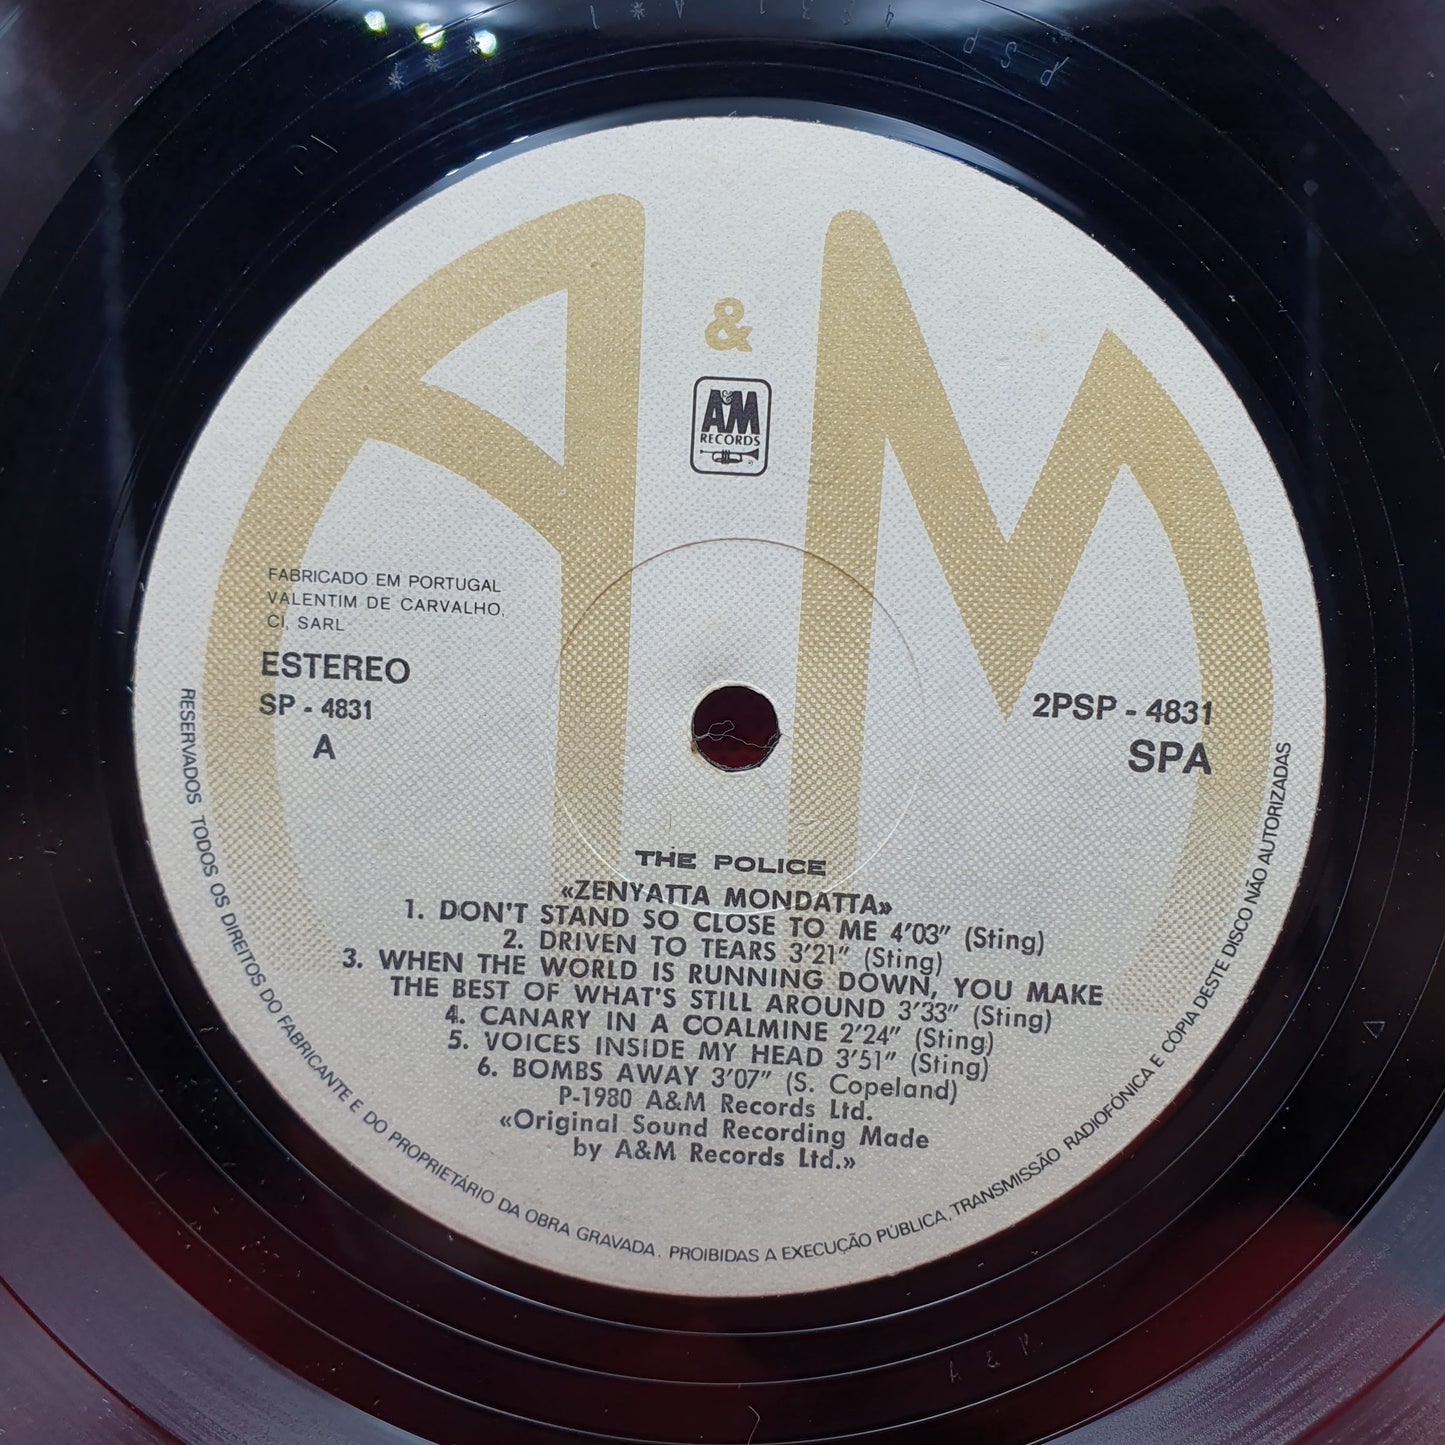 A & M
A&M
RECORDS
FABRICADO EM PORTUGAL
VALENTIM DE CARVALHO,
CI, SARL
ESTEREO
SP - 4831
A
2PSP - 4831
SPA
THE POLICE
«ZENYATTA MONDATTA»
1. DON'T STAND SO CLOSE TO ME 4'03" (Sting)
2. DRIVEN TO TEARS 3'21" (Sting)
3. WHEN THE WORLD IS RUNNING DOWN, YOU MAKE
THE BEST OF WHAT'S STILL AROUND 3'33" (Sting)
4. CANARY IN A COALMINE 2'24" (Sting)
5. VOICES INSIDE MY HEAD 3'51" (Sting)
6. BOMBS AWAY 3'07" (S. Copeland)
P-1980 A&M Records Ltd.
«Original Sound Recording Made
by A&M Records Ltd.»
RESERVADOS TODOS OS DIREITOS DO FABRICANTE E DO PROPRIETÁRIO DA OBRA GRAVADA. PROIBIDAS A EXECUÇÃO PÚBLICA, TRANSMISSÃO RADIOFÓNICA E CÓPIA DESTE DISCO NÃO AUTORIZADAS